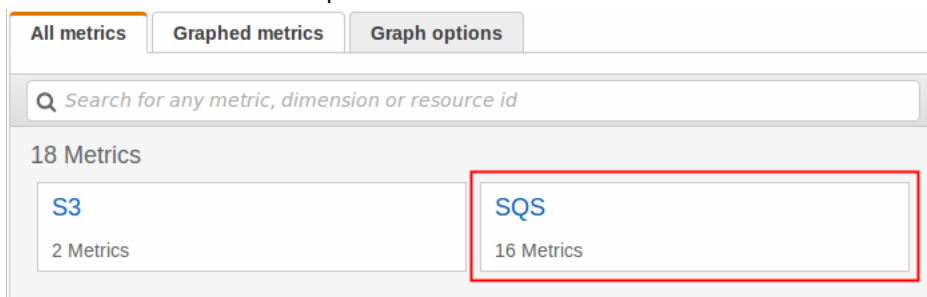 All metrics Graphed metrics Graph options
Search for any metric, dimension or resource id
18 Metrics
S3 SQS
2 Metrics 16 Metrics